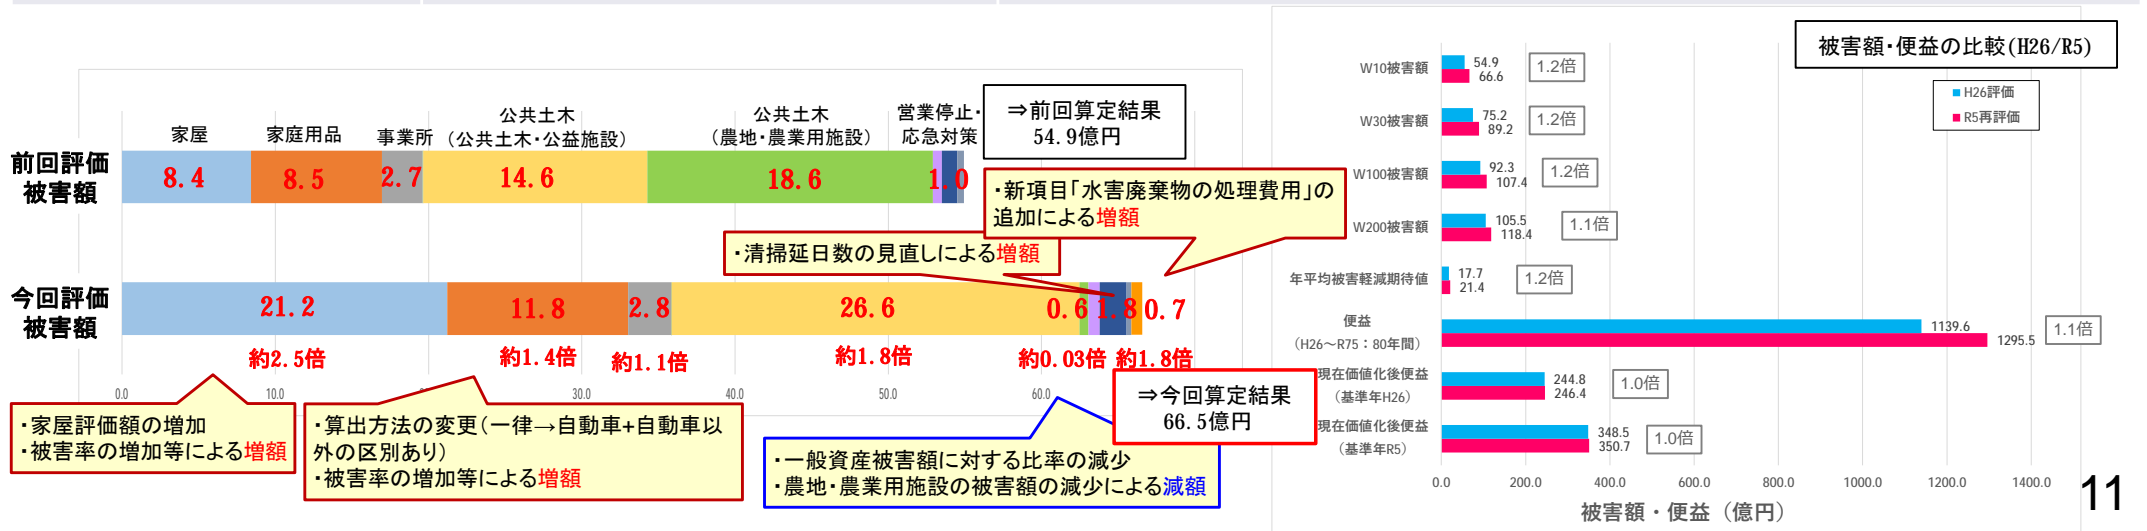 家屋
家庭用品
事業所
公共土木
（公共土木・公益施設）
公共土木
（農地・農業用施設）
営業停止・
応急対策
⇒前回算定結果
54.9億円
前回評価
被害額
8.4
8.5
2.7
14.6
18.6
1.0
・新項目「水害廃棄物の処理費用」の
追加による増額
・清掃延日数の見直しによる増額
今回評価
被害額
21.2
11.8
2.8
26.6
0.6
1.8
0.7
約2.5倍
約1.4倍
約1.1倍
約1.8倍
約0.03倍
約1.8倍
0.0
10.0
30.0
40.0
50.0
60.0
⇒今回算定結果
66.5億円
・家屋評価額の増加
・被害率の増加等による増額
・算出方法の変更（一律→自動車+自動車以
外の区別あり）
・被害率の増加等による増額
・一般資産被害額に対する比率の減少
・農地・農業用施設の被害額の減少による減額
被害額・便益の比較(H26/R5)
H26評価
R5再評価
W10被害額
54.9
66.6
1.2倍
W30被害額
75.2
89.2
1.2倍
W100被害額
92.3
107.4
1.2倍
W200被害額
105.5
118.4
1.1倍
年平均被害軽減期待値
17.7
21.4
1.2倍
便益
（H26～R75：80年間）
1139.6
1295.5
1.1倍
現在価値化後便益
（基準年H26）
244.8
246.4
1.0倍
現在価値化後便益
（基準年R5）
348.5
350.7
1.0倍
0.0
200.0
400.0
600.0
800.0
1000.0
1200.0
1400.0
被害額・便益（億円）
11